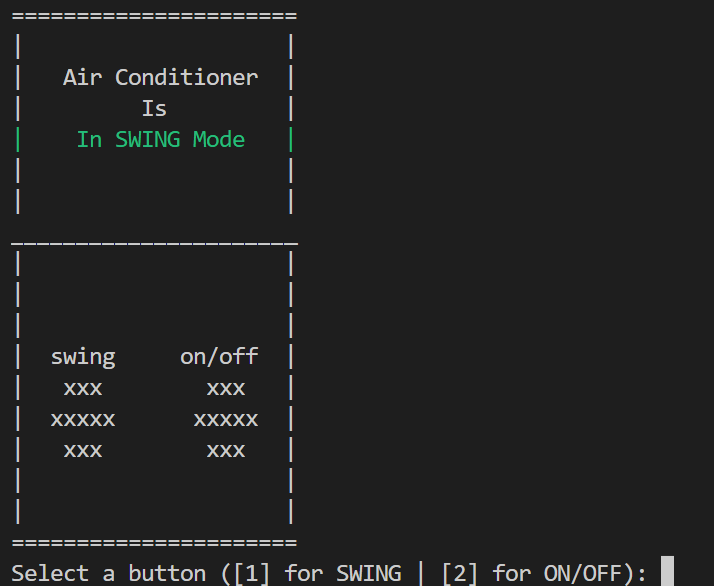 ======================
|                    |
|   Air Conditioner  |
|         Is         |
|    In SWING Mode   |
|                    |
|                    |
______________________
|                    |
|                    |
|                    |
|  swing     on/off  |
|   xxx        xxx   |
|  xxxxx      xxxxx  |
|   xxx        xxx   |
|                    |
|                    |
======================
Select a button ([1] for SWING | [2] for ON/OFF):